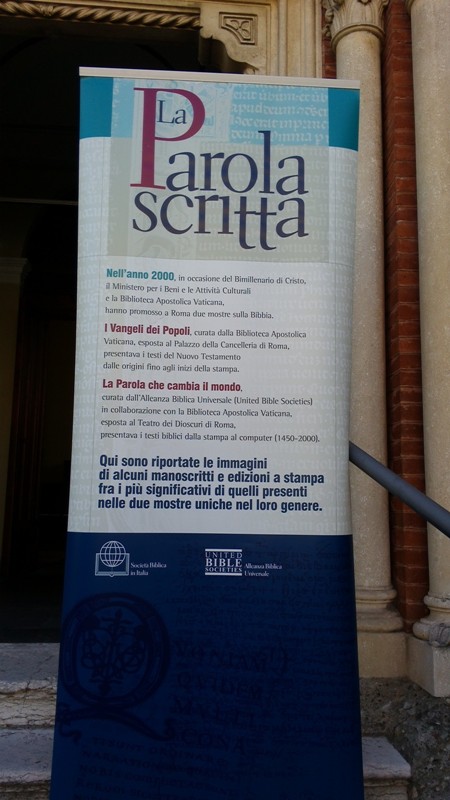 La
Parola
scritta
Nell'anno 2000, in occasione del Bimillenario di Cristo,
il Ministero per i Beni e le Attività Culturali
e la Biblioteca Apostolica Vaticana,
hanno promosso a Roma due mostre sulla Bibbia.
I Vangeli dei Popoli, curata dalla Biblioteca Apostolica
Vaticana, esposta al Palazzo della Cancelleria di Roma,
presentava i testi del Nuovo Testamento
dalle origini fino agli inizi della stampa.
La Parola che cambia il mondo,
curata dall'Alleanza Biblica Universale (United Bible Societies)
in collaborazione con la Biblioteca Apostolica Vaticana,
esposta al Teatro dei Dioscuri di Roma,
presentava i testi biblici dalla stampa al computer (1450-2000).
Qui sono riportate le immagini
di alcuni manoscritti e edizioni a stampa
fra i più significativi di quelli presenti
nelle due mostre uniche nel loro genere.
Società Biblica
in Italia
UNITED
BIBLE
SOCIETIES
Alleanza Biblica
Universale